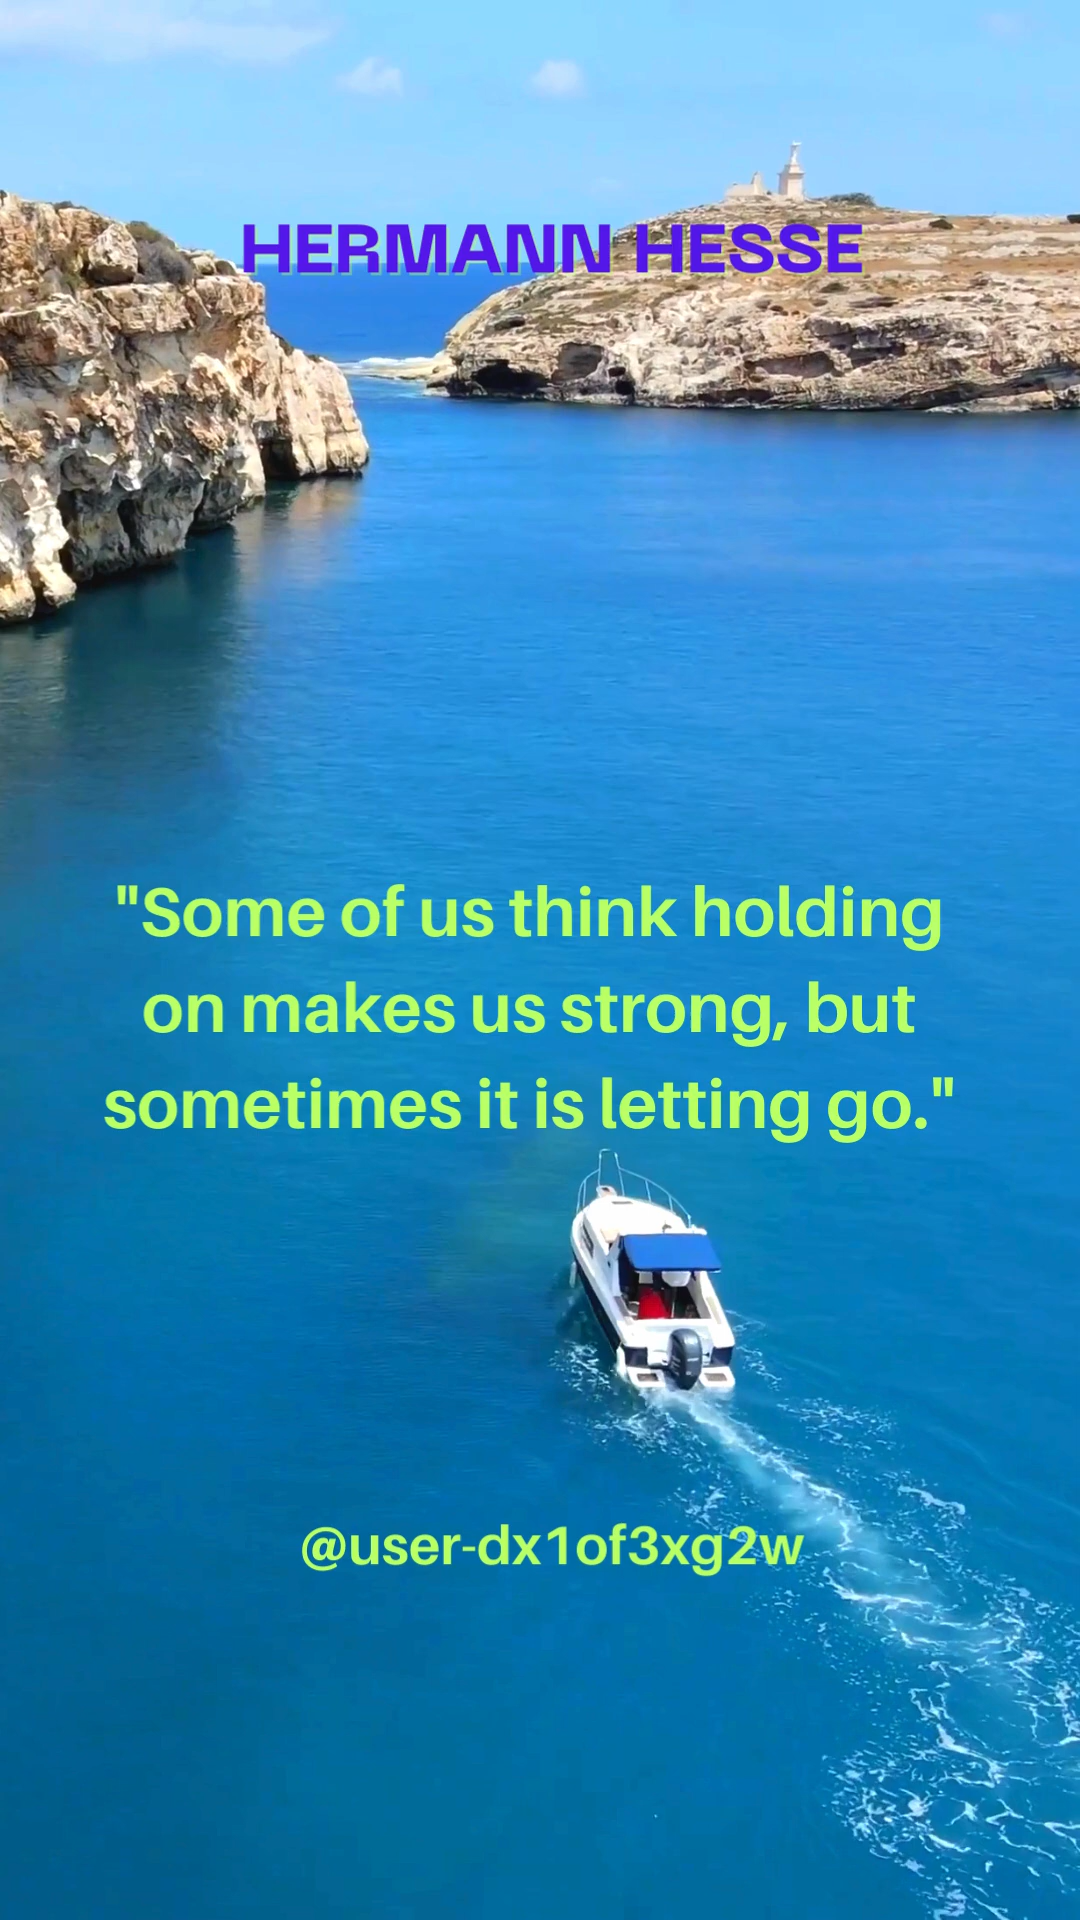 HERMANN HESSE
"Some of us think holding
on makes us strong, but
sometimes it is letting go."
@user-dx1of3xg2w